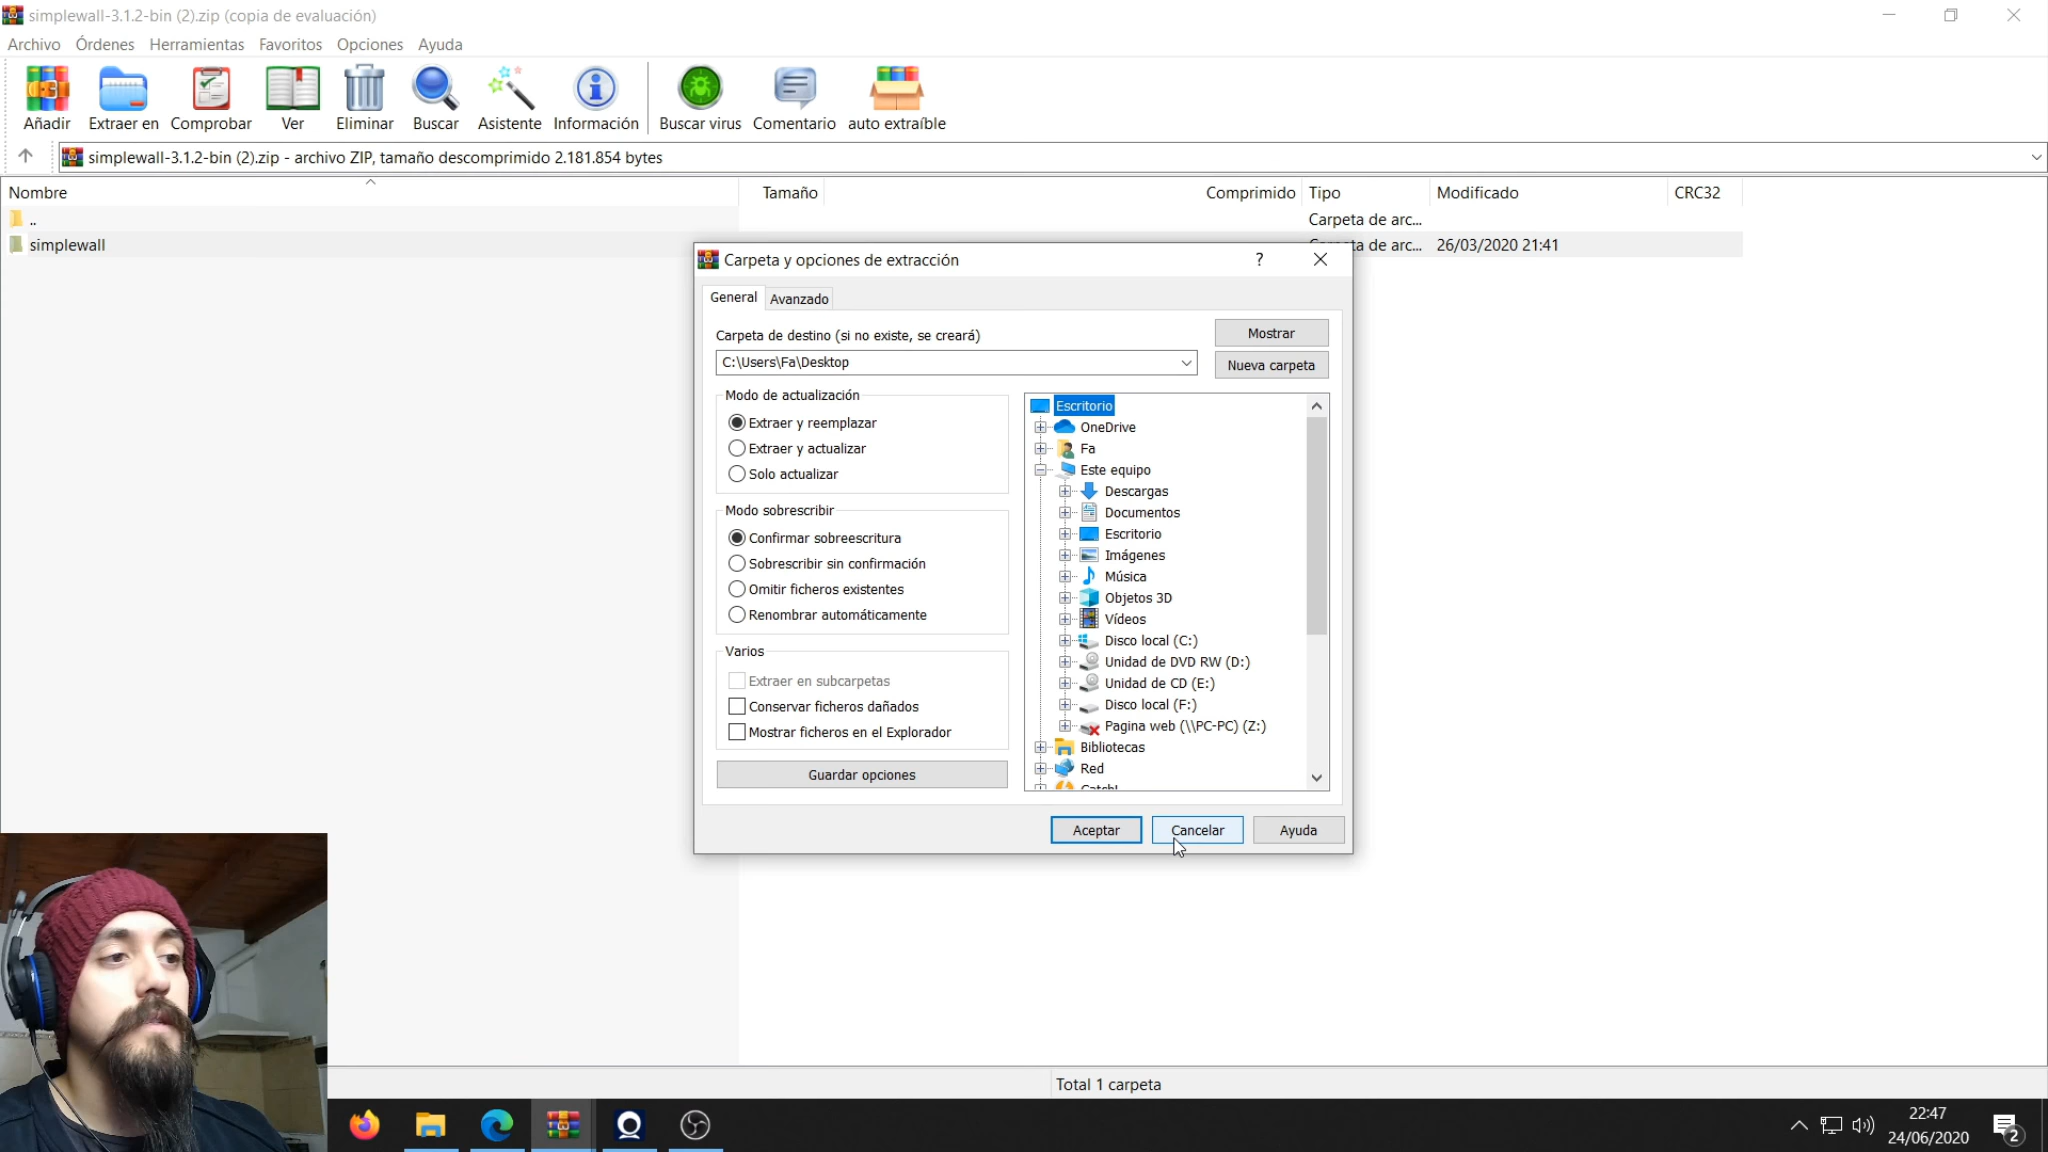 simplewall-3.1.2-bin (2).zip (copia de evaluación)
Archivo Órdenes Herramientas Favoritos Opciones Ayuda
Añadir Extraer en Comprobar Ver Eliminar Buscar Asistente Información Buscar virus Comentario auto extraíble
simplewall-3.1.2-bin (2).zip - archivo ZIP, tamaño descomprimido 2.181.854 bytes
Nombre Tamaño Comprimido Tipo Modificado CRC32
.. Carpeta de arc...
simplewall Carpeta de arc... 26/03/2020 21:41
Carpeta y opciones de extracción ?
General Avanzado
Carpeta de destino (si no existe, se creará)
Mostrar
C:\Users\Fa\Desktop
Nueva carpeta
Modo de actualización
Extraer y reemplazar
Extraer y actualizar
Solo actualizar
Modo sobrescribir
Confirmar sobreescritura
Sobrescribir sin confirmación
Omitir ficheros existentes
Renombrar automáticamente
Varios
Extraer en subcarpetas
Conservar ficheros dañados
Mostrar ficheros en el Explorador
Guardar opciones
Escritorio
OneDrive
Fa
Este equipo
Descargas
Documentos
Escritorio
Imágenes
Música
Objetos 3D
Vídeos
Disco local (C:)
Unidad de DVD RW (D:)
Unidad de CD (E:)
Disco local (F:)
Pagina web (\\PC-PC) (Z:)
Bibliotecas
Red
Aceptar Cancelar Ayuda
Total 1 carpeta
22:47
24/06/2020
2